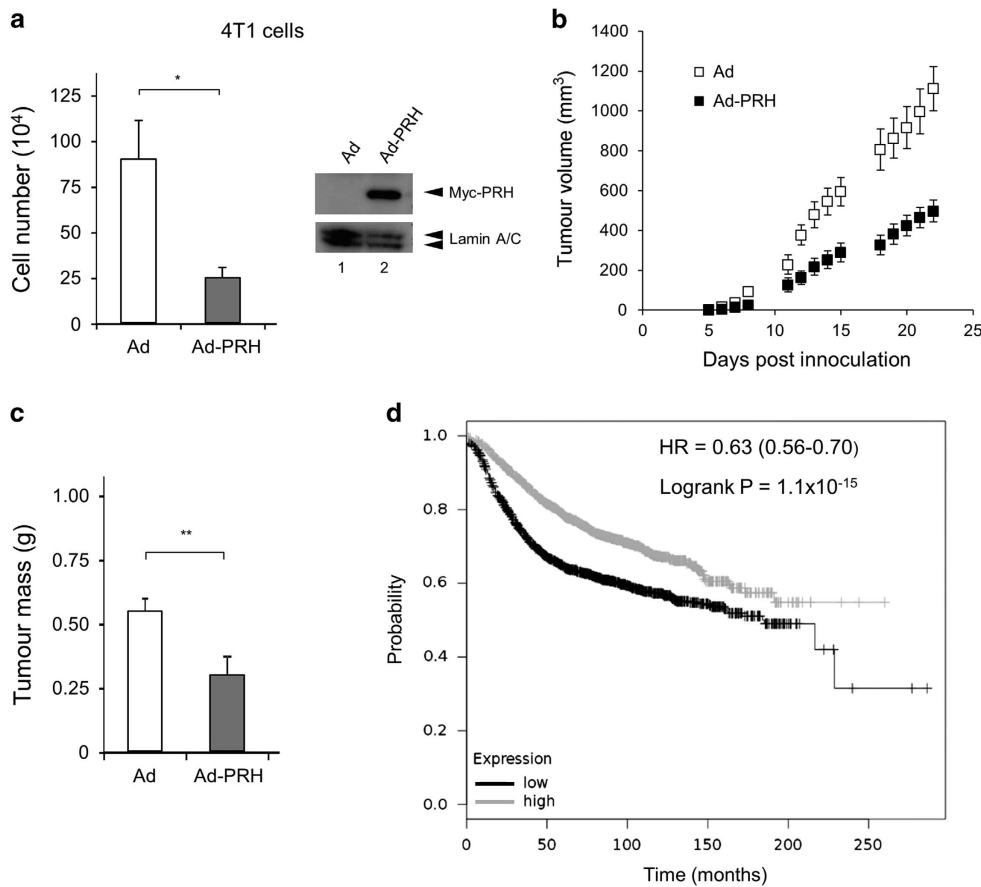 a
4T1 cells
Cell number (10⁴)
125
100
75
50
25
0
*
Ad
Ad-PRH
Ad
Ad-PRH
Myc-PRH
Lamin A/C
1
2
b
Tumour volume (mm³)
1400
1200
1000
800
600
400
200
0
Ad
Ad-PRH
0
5
10
15
20
25
Days post innoculation
c
Tumour mass (g)
1.00
0.75
0.50
0.25
0
**
Ad
Ad-PRH
d
Probability
1.0
0.8
0.6
0.4
0.2
0.0
HR = 0.63 (0.56-0.70)
Logrank P = 1.1x10⁻¹⁵
Expression
low
high
0
50
100
150
200
250
Time (months)